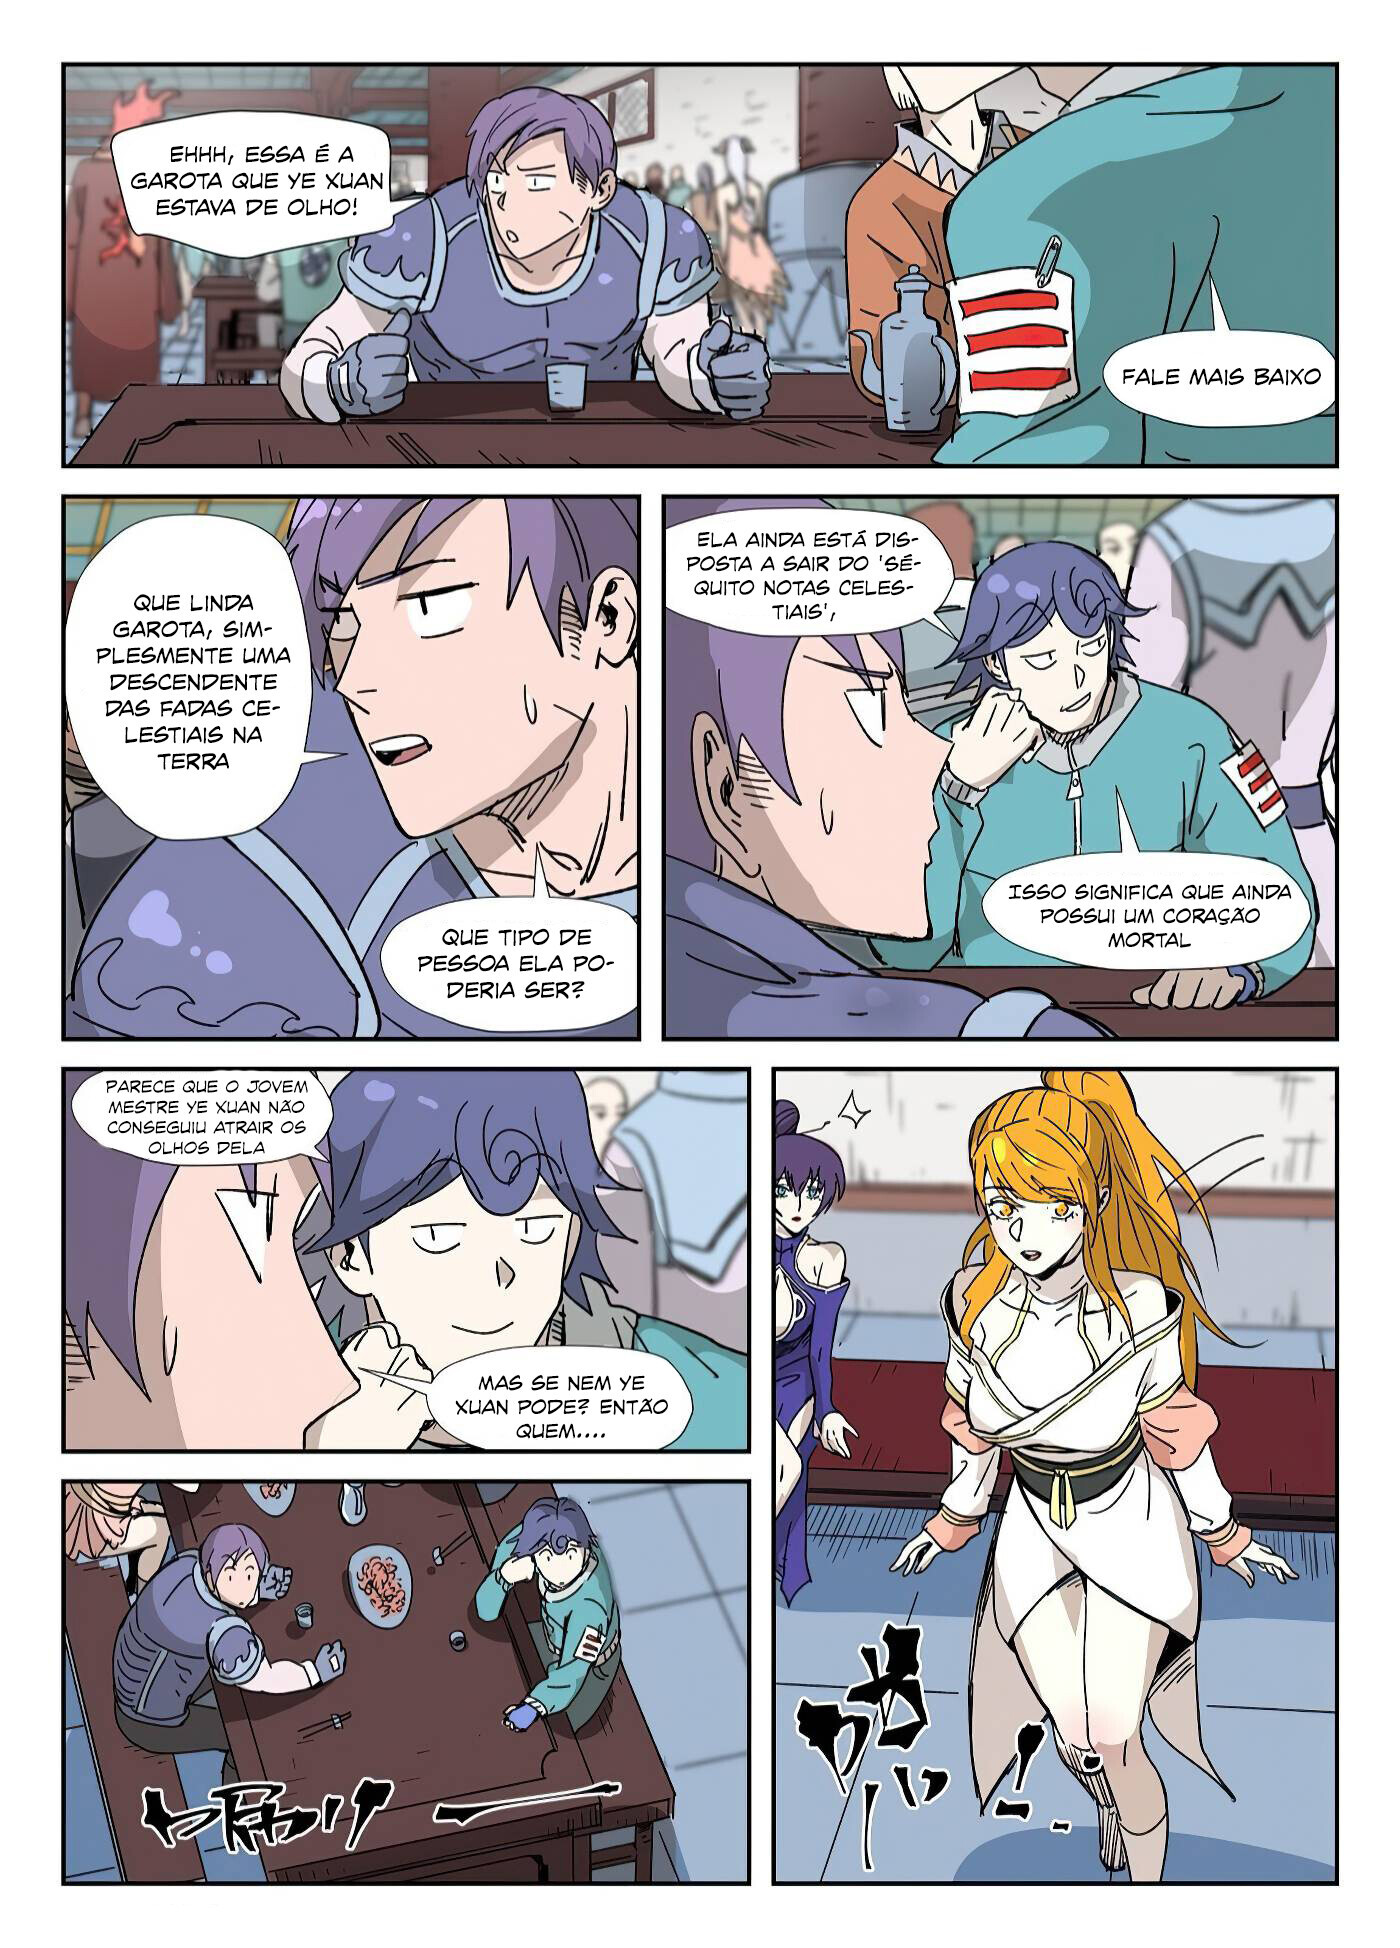 EHHH, ESSA É A
GAROTA QUE YE XUAN
ESTAVA DE OLHO!
FALE MAIS BAIXO
QUE LINDA
GAROTA, SIM-
PLESMENTE UMA
DESCENDENTE
DAS FADAS CE-
LESTIAIS NA
TERRA
QUE TIPO DE
PESSOA ELA PO-
DERIA SER?
ELA AINDA ESTÁ DIS-
POSTA A SAIR DO 'SÉ-
QUITO NOTAS CELES-
TIAIS',
ISSO SIGNIFICA QUE AINDA
POSSUI UM CORAÇÃO
MORTAL
PARECE QUE O JOVEM
MESTRE YE XUAN NÃO
CONSEGUIU ATRAIR OS
OLHOS DELA
MAS SE NEM YE
XUAN PODE? ENTÃO
QUEM....